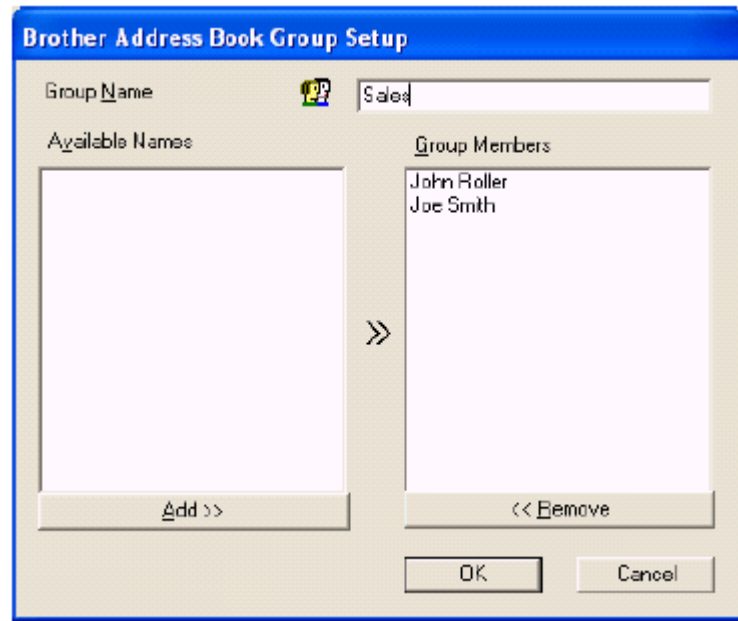 Brother Address Book Group Setup
Group Name
Sales
Available Names
Group Members
John Roller
Joe Smith
Add >>
<< Remove
OK
Cancel